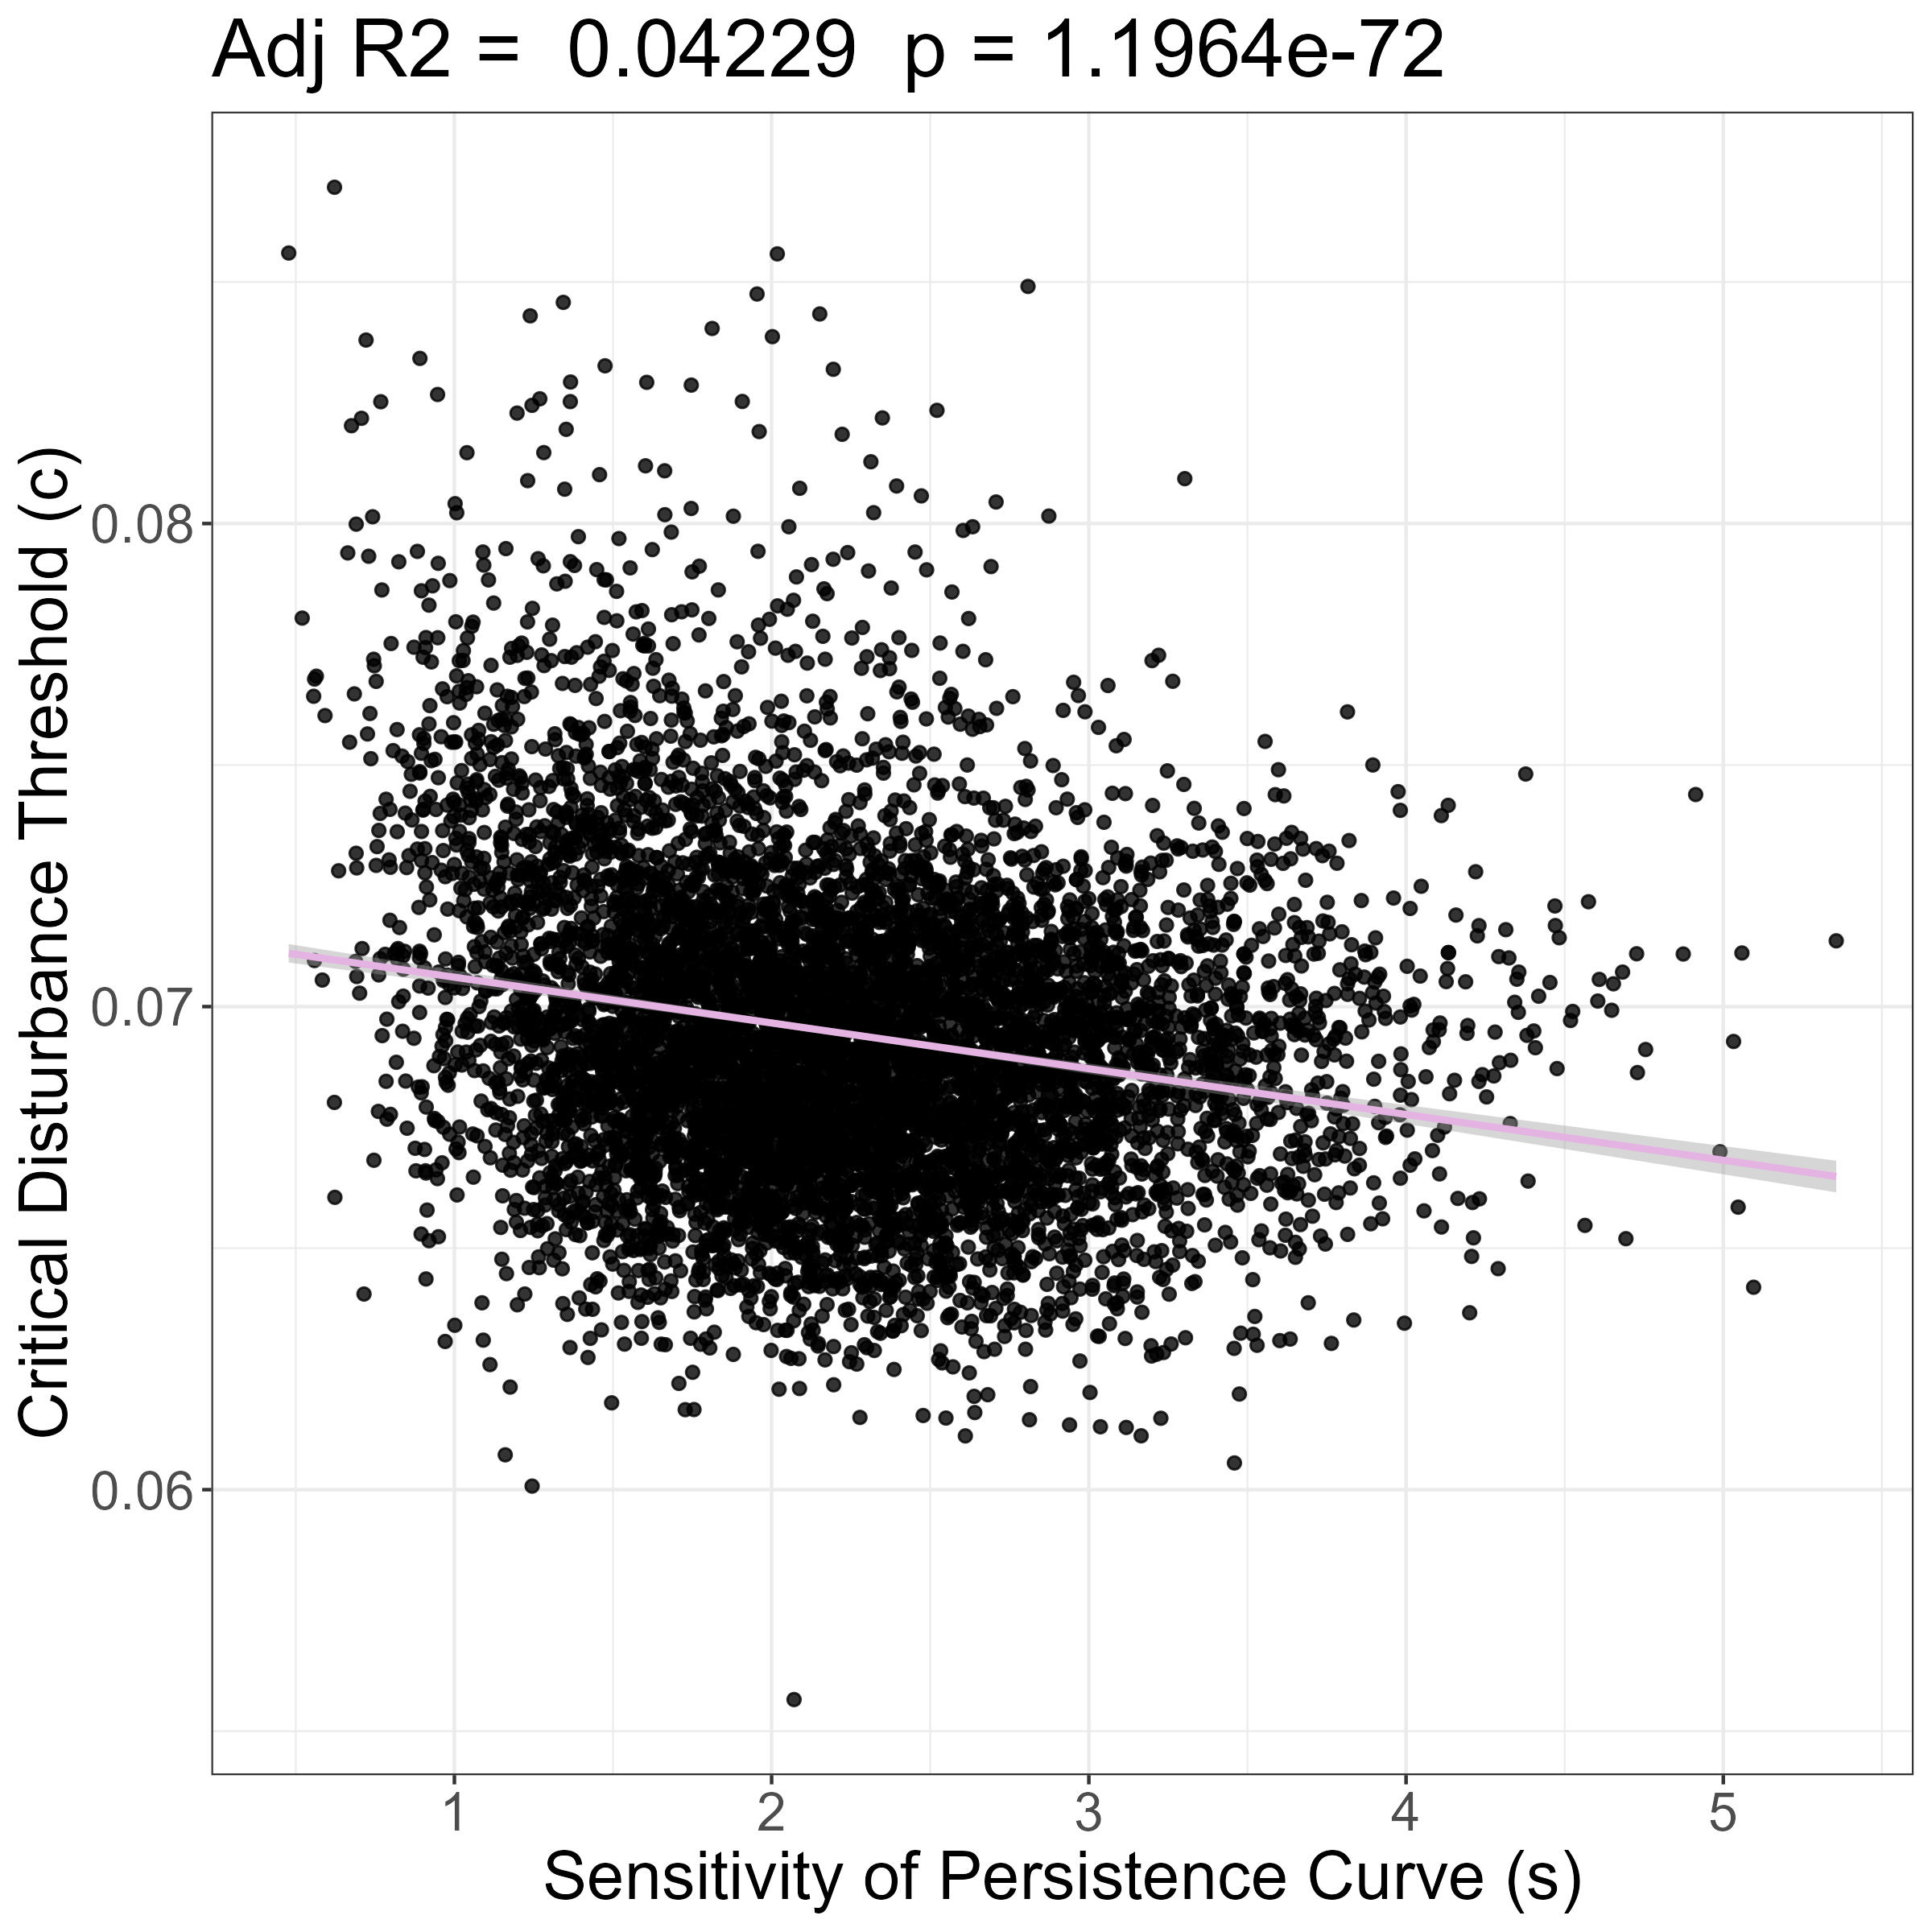 Adj R2 =  0.04229  p = 1.1964e-72
Critical Disturbance Threshold (c)
0.08
0.07
0.06
1 2 3 4 5
Sensitivity of Persistence Curve (s)